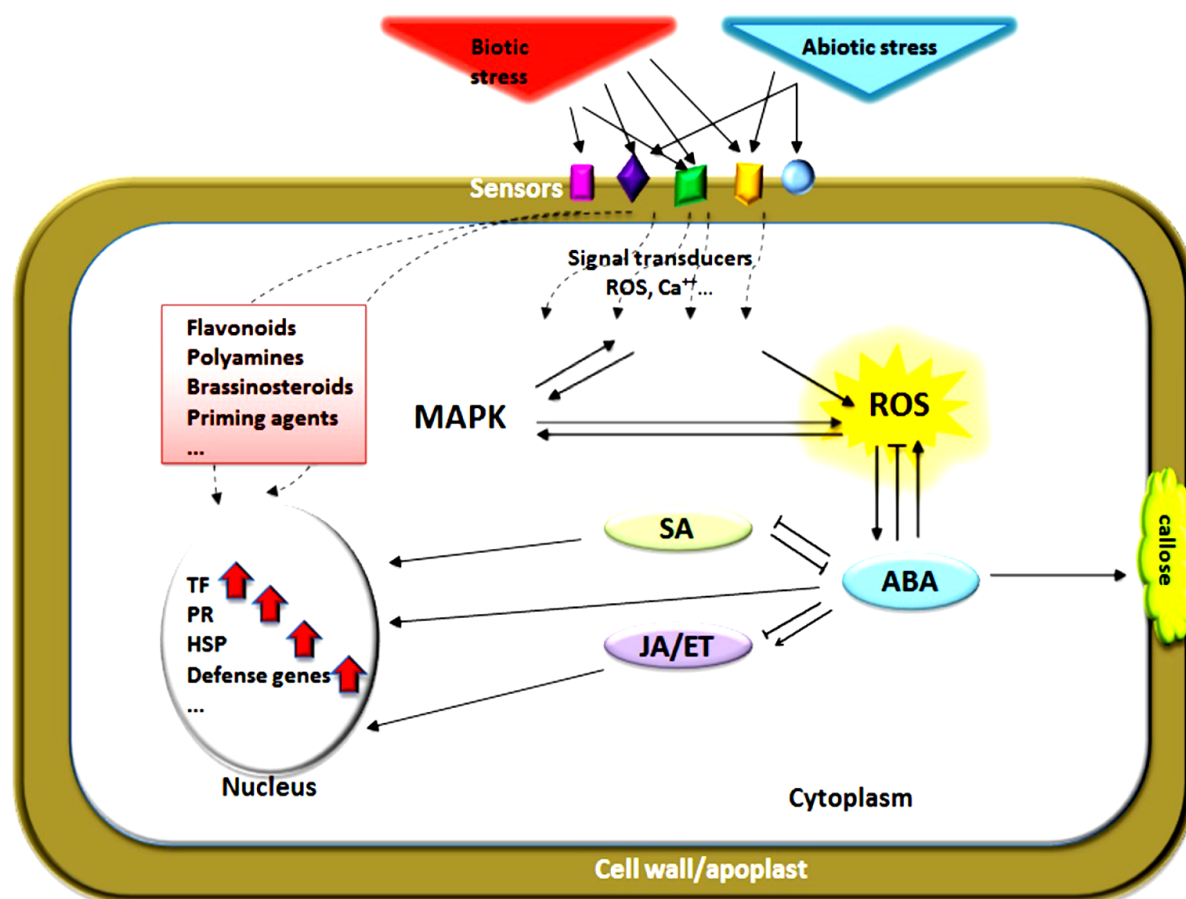 Biotic
stress
Abiotic stress
Sensors
Signal transducers
ROS, Ca⁺⁺...
Flavonoids
Polyamines
Brassinosteroids
Priming agents
...
MAPK
ROS
SA
ABA
callose
JA/ET
TF
PR
HSP
Defense genes
...
Nucleus
Cytoplasm
Cell wall/apoplast